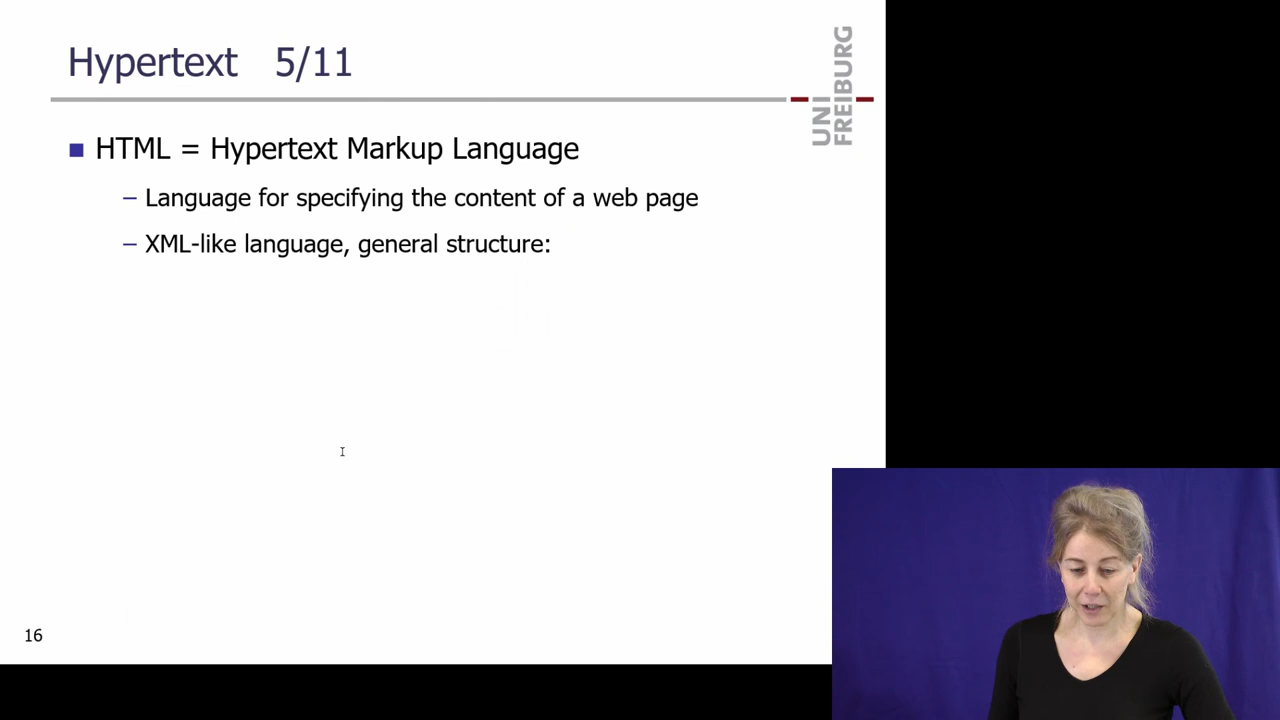 Hypertext 5/11
UNI
FREIBURG
HTML = Hypertext Markup Language
– Language for specifying the content of a web page
– XML-like language, general structure:
16